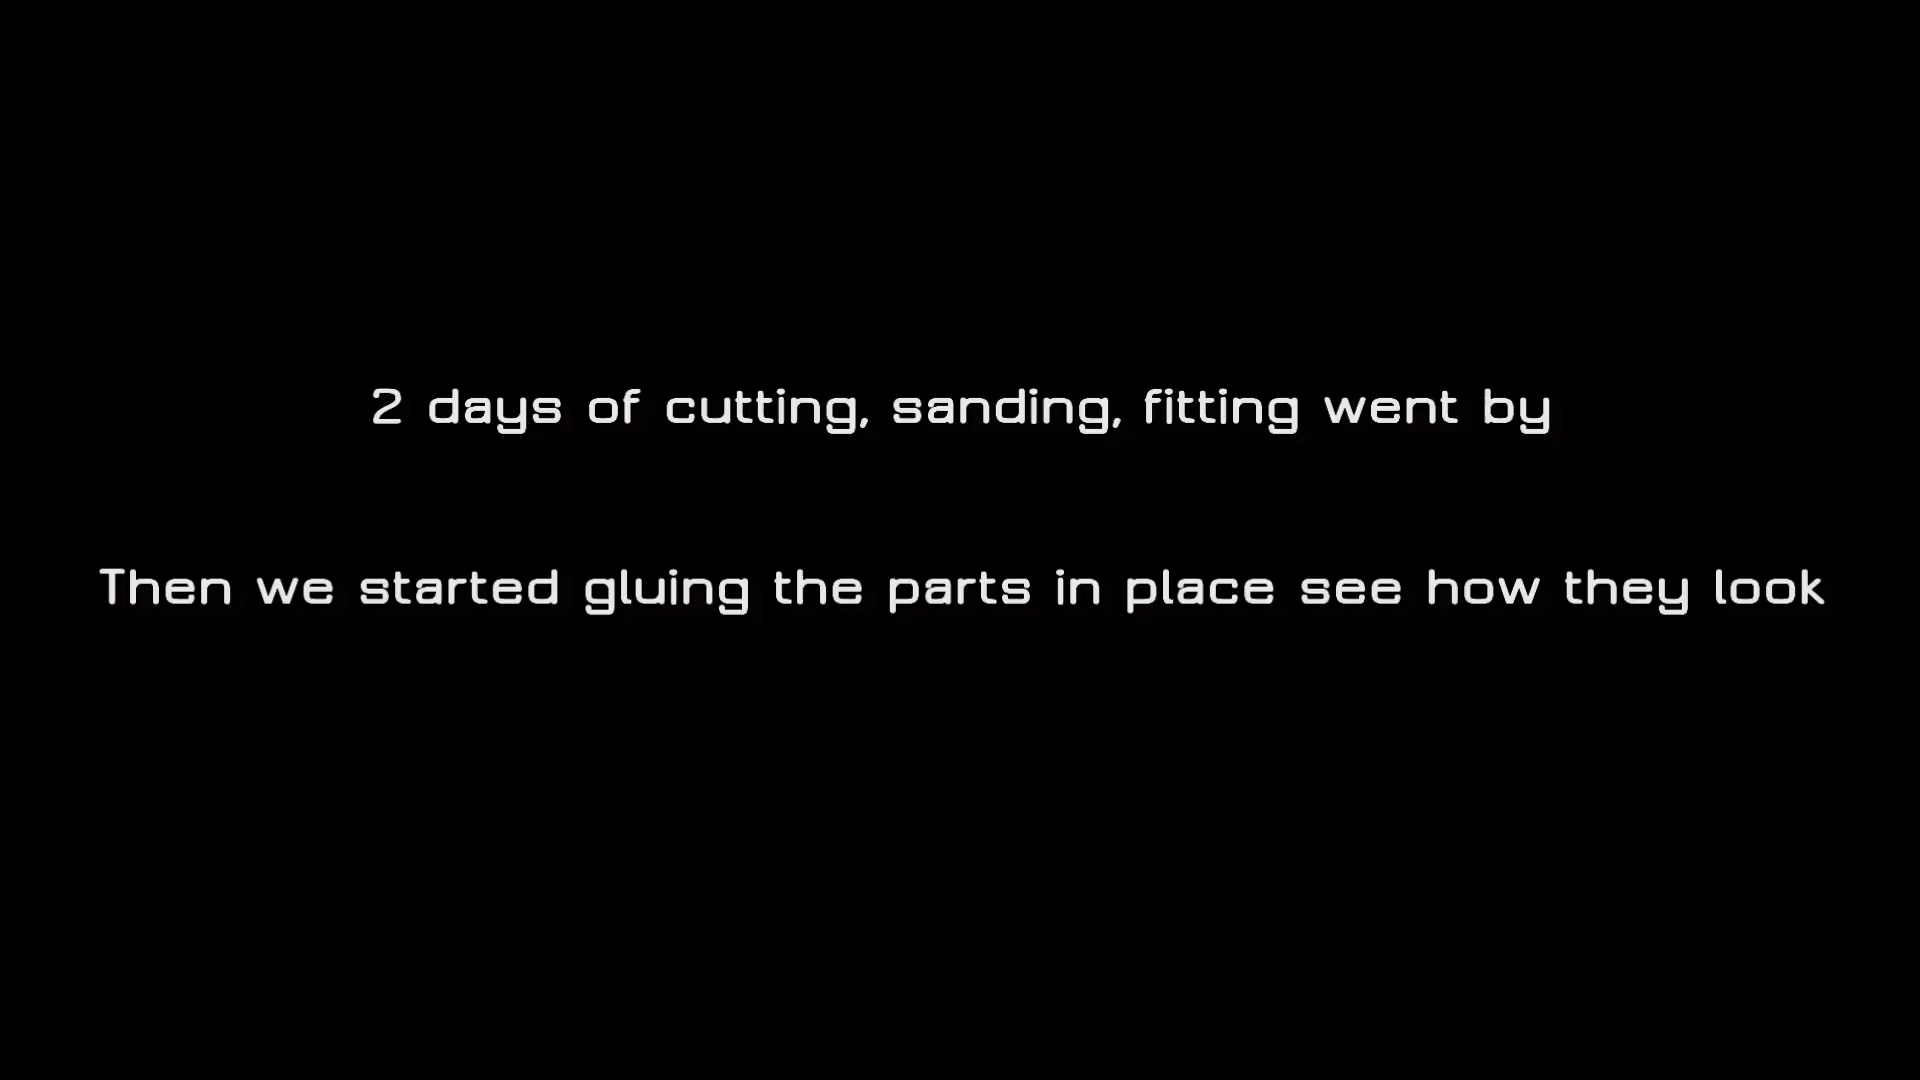 2 days of cutting, sanding, fitting went by
Then we started gluing the parts in place see how they look